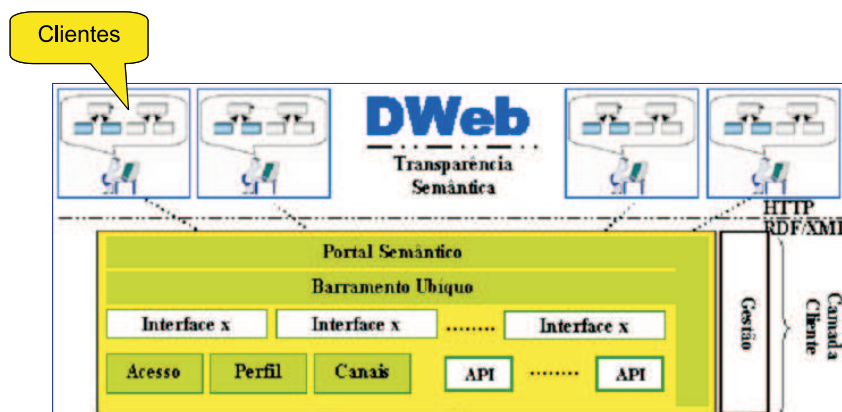 Clientes
DWeb
Transparência
Semântica
HTTP
RDF/XML
Portal Semântico
Barramento Ubíquo
Interface x Interface x ........ Interface x
Acesso Perfil Canais API ........ API
Gestão
Camada
Cliente